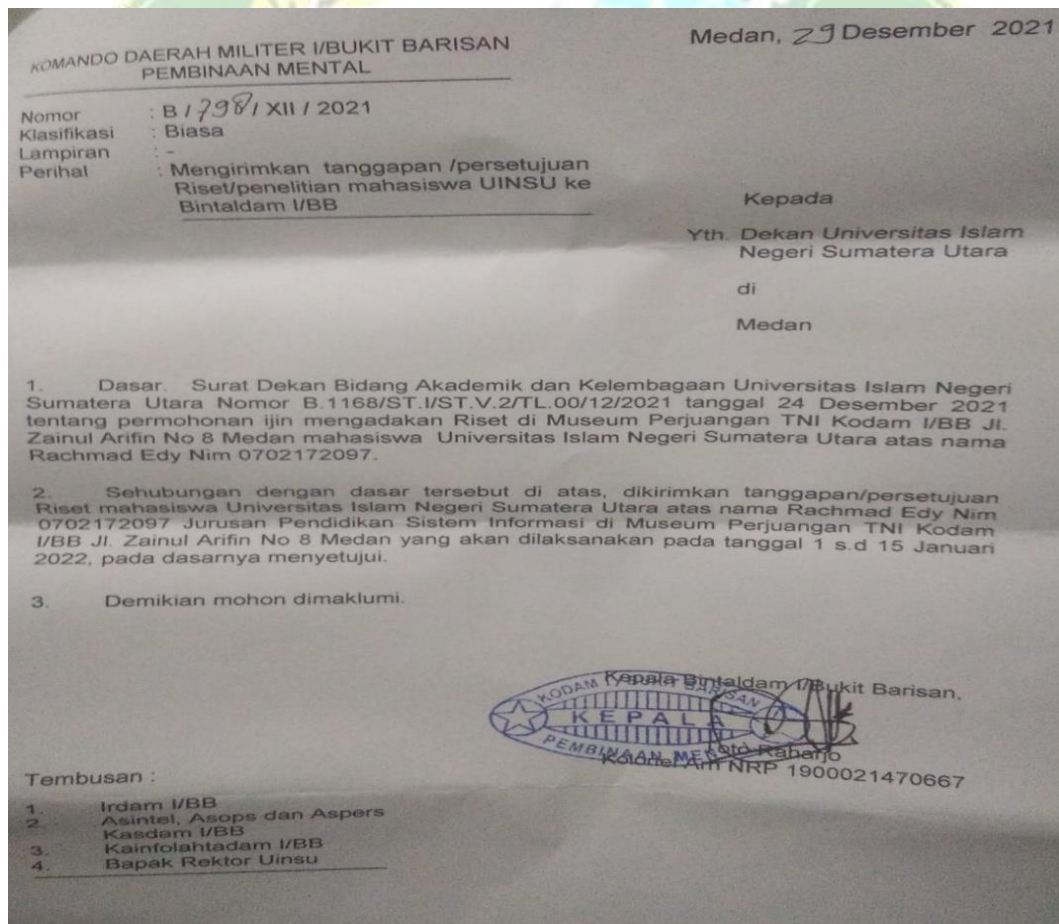 KOMANDO DAERAH MILITER I/BUKIT BARISAN
PEMBINAAN MENTAL
Medan, 29 Desember 2021
Nomor : B / 798 / XII / 2021
Klasifikasi : Biasa
Lampiran : -
Perihal : Mengirimkan tanggapan /persetujuan
Riset/penelitian mahasiswa UINSU ke
Bintaldam I/BB
Kepada
Yth. Dekan Universitas Islam
Negeri Sumatera Utara
di
Medan
1. Dasar. Surat Dekan Bidang Akademik dan Kelembagaan Universitas Islam Negeri
Sumatera Utara Nomor B.1168/ST.I/ST.V.2/TL.00/12/2021 tanggal 24 Desember 2021
tentang permohonan ijin mengadakan Riset di Museum Perjuangan TNI Kodam I/BB Jl.
Zainul Arifin No 8 Medan mahasiswa Universitas Islam Negeri Sumatera Utara atas nama
Rachmad Edy Nim 0702172097.
2. Sehubungan dengan dasar tersebut di atas, dikirimkan tanggapan/persetujuan
Riset mahasiswa Universitas Islam Negeri Sumatera Utara atas nama Rachmad Edy Nim
0702172097 Jurusan Pendidikan Sistem Informasi di Museum Perjuangan TNI Kodam
I/BB Jl. Zainul Arifin No 8 Medan yang akan dilaksanakan pada tanggal 1 s.d 15 Januari
2022, pada dasarnya menyetujui.
3. Demikian mohon dimaklumi.
Kepala Bintaldam I/Bukit Barisan,
KODAM I/BUKIT BARISAN
KEPALA
PEMBINAAN MENTAL
Raharjo
Kolonel Arm NRP 1900021470667
Tembusan :
1. Irdam I/BB
2. Asintel, Asops dan Aspers
Kasdam I/BB
3. Kainfolahtadam I/BB
4. Bapak Rektor Uinsu